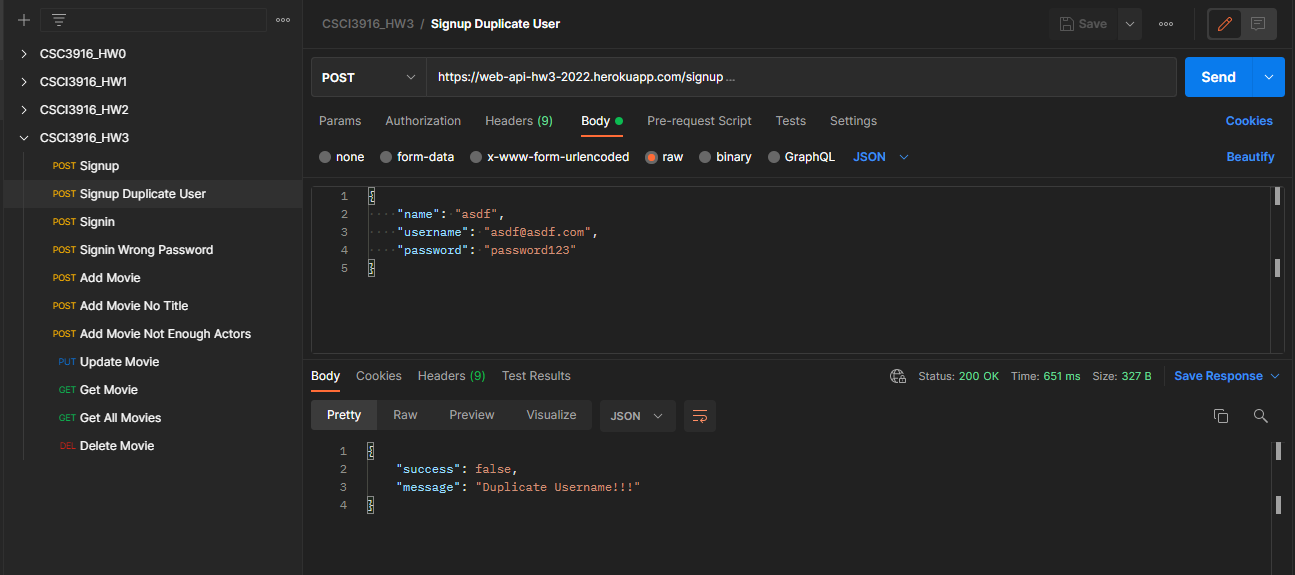 CSCI3916_HW3 / Signup Duplicate User
Save
CSC3916_HW0
CSCI3916_HW1
CSCI3916_HW2
CSCI3916_HW3
POST Signup
POST Signup Duplicate User
POST Signin
POST Signin Wrong Password
POST Add Movie
POST Add Movie No Title
POST Add Movie Not Enough Actors
PUT Update Movie
GET Get Movie
GET Get All Movies
DEL Delete Movie
POST https://web-api-hw3-2022.herokuapp.com/signup ... Send
Params Authorization Headers (9) Body Pre-request Script Tests Settings Cookies
none form-data x-www-form-urlencoded raw binary GraphQL JSON Beautify
1 {
2 "name": "asdf",
3 "username": "asdf@asdf.com",
4 "password": "password123"
5 }
Body Cookies Headers (9) Test Results Status: 200 OK Time: 651 ms Size: 327 B Save Response
Pretty Raw Preview Visualize JSON
1 {
2 "success": false,
3 "message": "Duplicate Username!!!"
4 }